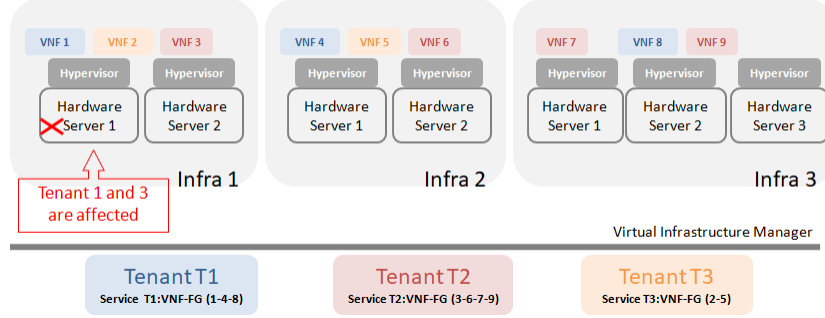 VNF 1 VNF 2 VNF 3 VNF 4 VNF 5 VNF 6 VNF 7 VNF 8 VNF 9
Hypervisor Hypervisor Hypervisor Hypervisor Hypervisor Hypervisor Hypervisor
Hardware Hardware Hardware Hardware Hardware Hardware Hardware
Server 1 Server 2 Server 1 Server 2 Server 1 Server 2 Server 3
Infra 1 Infra 2 Infra 3
Tenant 1 and 3
are affected
Virtual Infrastructure Manager
Tenant T1 Tenant T2 Tenant T3
Service T1:VNF-FG (1-4-8) Service T2:VNF-FG (3-6-7-9) Service T3:VNF-FG (2-5)